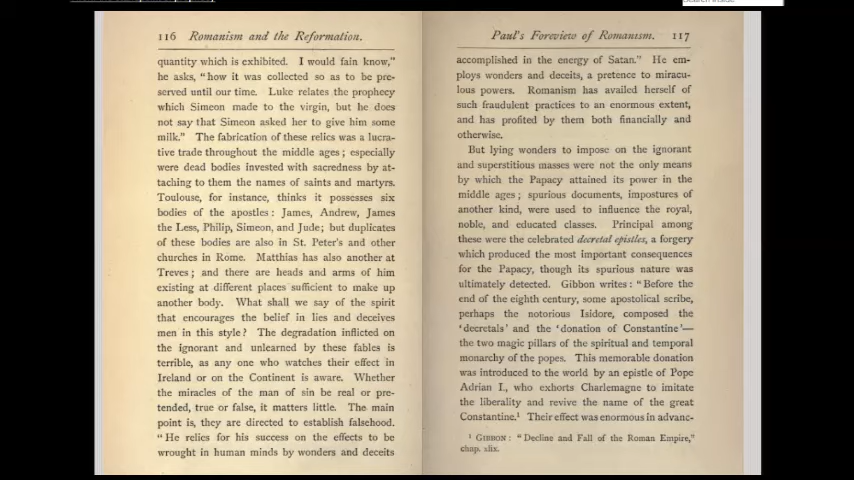 116 Romanism and the Reformation.
quantity which is exhibited. I would fain know,"
he asks, "how it was collected so as to be pre-
served until our time. Luke relates the prophecy
which Simeon made to the virgin, but he does
not say that Simeon asked her to give him some
milk." The fabrication of these relics was a lucra-
tive trade throughout the middle ages; especially
were dead bodies invested with sacredness by at-
taching to them the names of saints and martyrs.
Toulouse, for instance, thinks it possesses six
bodies of the apostles: James, Andrew, James
the Less, Philip, Simeon, and Jude; but duplicates
of these bodies are also in St. Peter's and other
churches in Rome. Matthias has also another at
Treves; and there are heads and arms of him
existing at different places sufficient to make up
another body. What shall we say of the spirit
that encourages the belief in lies and deceives
men in this style? The degradation inflicted on
the ignorant and unlearned by these fables is
terrible, as any one who watches their effect in
Ireland or on the Continent is aware. Whether
the miracles of the man of sin be real or pre-
tended, true or false, it matters little. The main
point is, they are directed to establish falsehood.
"He relies for his success on the effects to be
wrought in human minds by wonders and deceits
Paul's Foreview of Romanism. 117
accomplished in the energy of Satan." He em-
ploys wonders and deceits, a pretence to miracu-
lous powers. Romanism has availed herself of
such fraudulent practices to an enormous extent,
and has profited by them both financially and
otherwise.
But lying wonders to impose on the ignorant
and superstitious masses were not the only means
by which the Papacy attained its power in the
middle ages; spurious documents, impostures of
another kind, were used to influence the royal,
noble, and educated classes. Principal among
these were the celebrated decretal epistles, a forgery
which produced the most important consequences
for the Papacy, though its spurious nature was
ultimately detected. Gibbon writes: "Before the
end of the eighth century, some apostolical scribe,
perhaps the notorious Isidore, composed the
'decretals' and the 'donation of Constantine'—
the two magic pillars of the spiritual and temporal
monarchy of the popes. This memorable donation
was introduced to the world by an epistle of Pope
Adrian I., who exhorts Charlemagne to imitate
the liberality and revive the name of the great
Constantine.¹ Their effect was enormous in advanc-
¹ GIBBON: "Decline and Fall of the Roman Empire,"
chap. xlix.